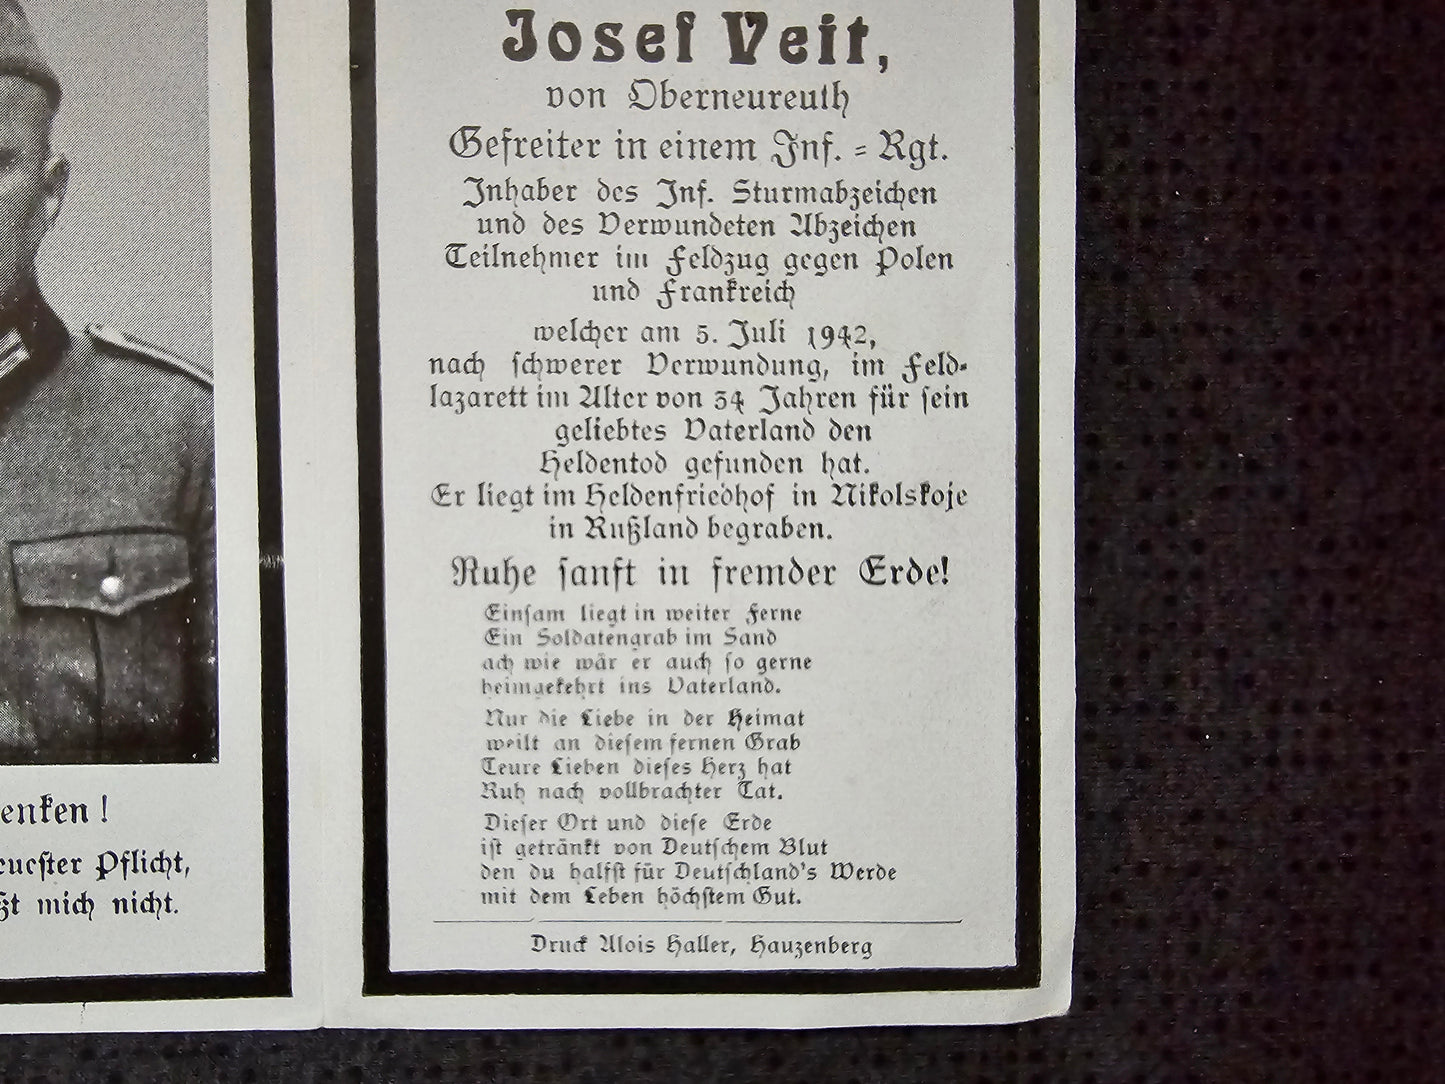 Josef Veit,
von Oberneureuth
Gefreiter in einem Inf. = Rgt.
Inhaber des Inf. Sturmabzeichen
und des Verwundeten Abzeichen
Teilnehmer im Feldzug gegen Polen
und Frankreich
welcher am 5. Juli 1942,
nach schwerer Verwundung, im Feld-
lazarett im Alter von 34 Jahren für sein
geliebtes Vaterland den
Heldentod gefunden hat.
Er liegt im Heldenfriedhof in Nikolskoje
in Rußland begraben.
Ruhe sanft in fremder Erde!
Einsam liegt in weiter Ferne
Ein Soldatengrab im Sand
ach wie wär er auch so gerne
heimgekehrt ins Vaterland.
Nur die Liebe in der Heimat
weilt an diesem fernen Grab
Teure Lieben dieses Herz hat
Ruh nach vollbrachter Tat.
Dieser Ort und diese Erde
ist getränkt von Deutschem Blut
den du halfst für Deutschland's Werde
mit dem Leben höchstem Gut.
Druck Alois Haller, Hauzenberg
enken !
euester Pflicht,
ßt mich nicht.